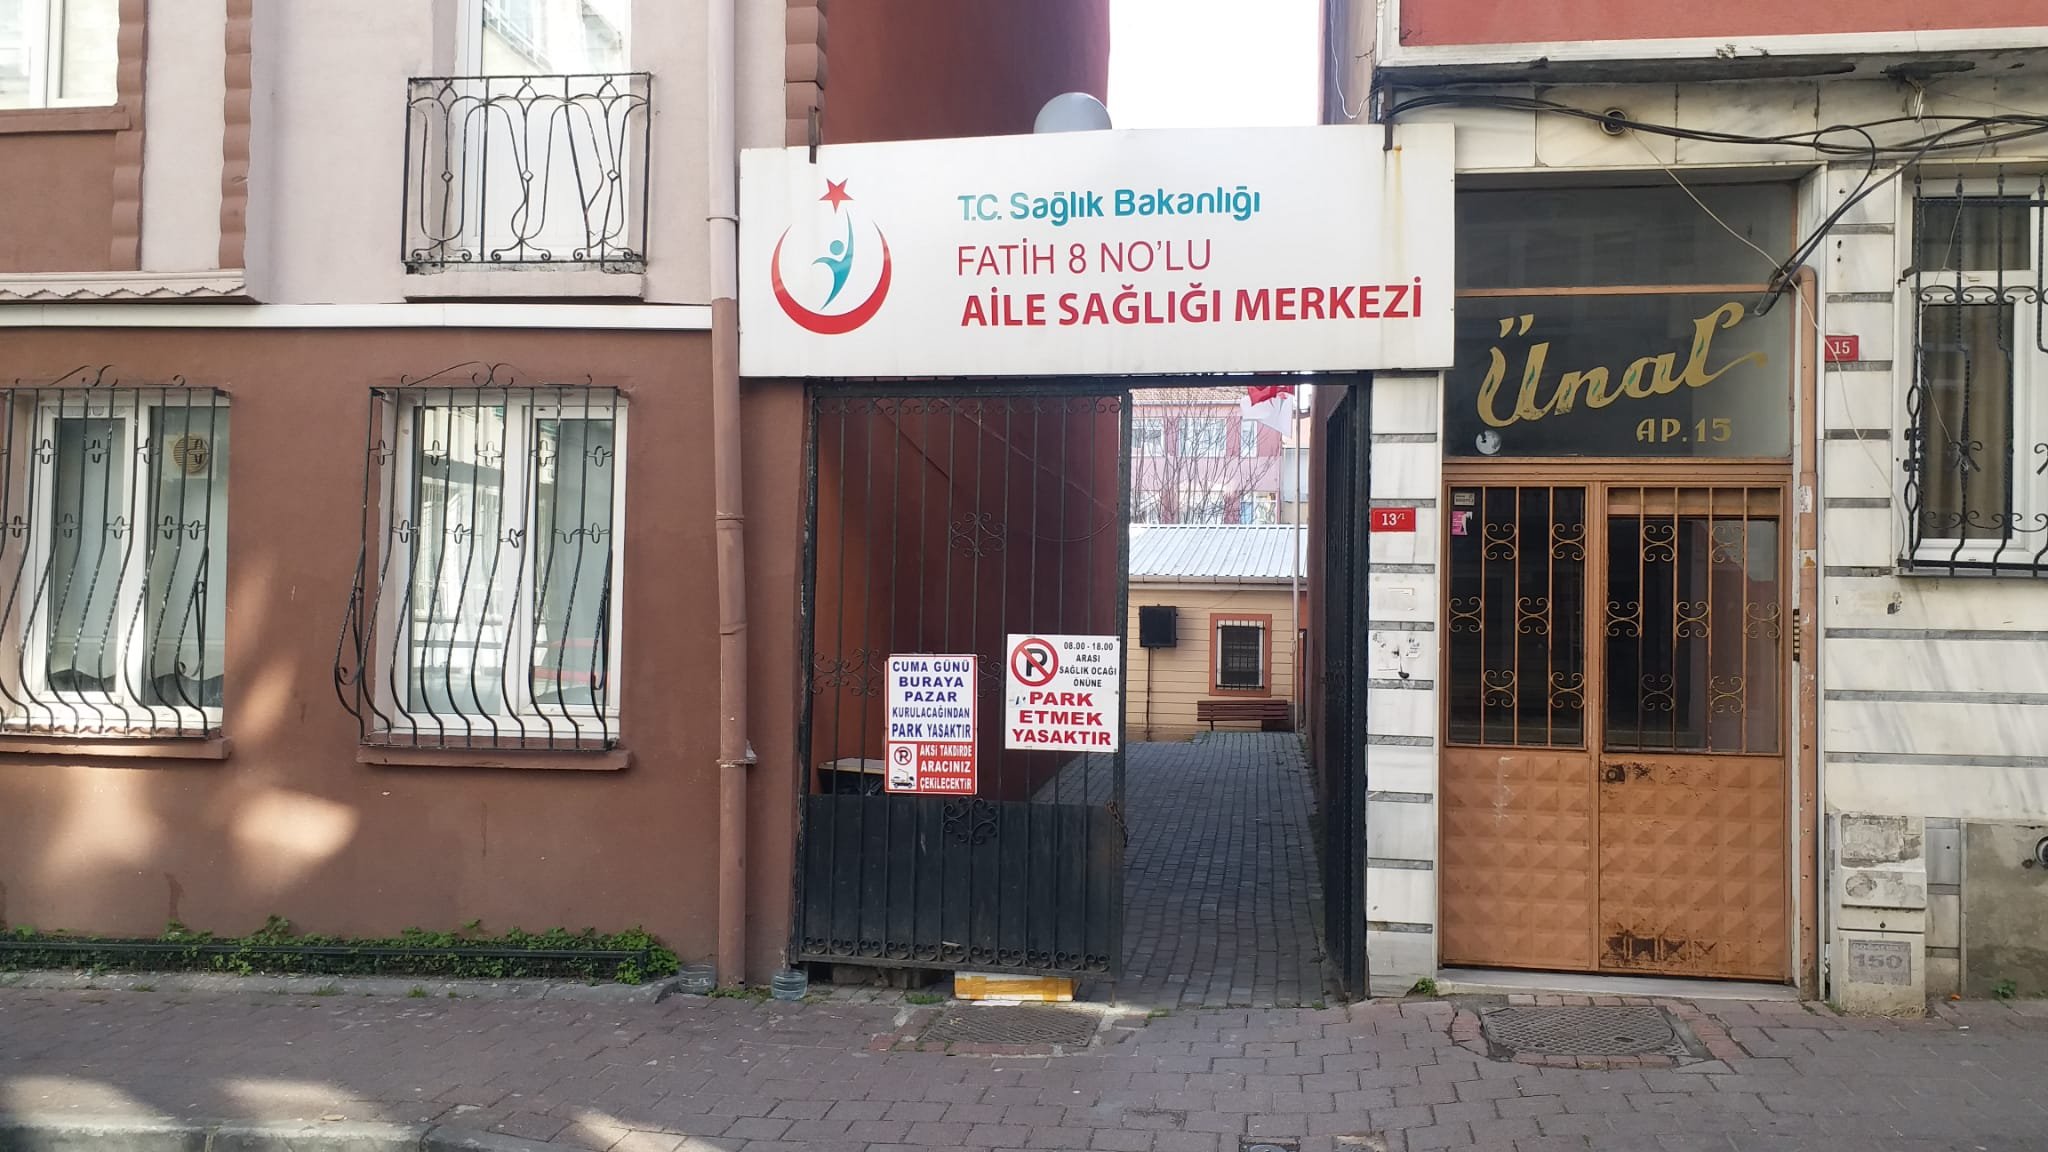 T.C. Sağlık Bakanlığı
FATİH 8 NO'LU
AİLE SAĞLIĞI MERKEZİ
Ünal
AP.15
15
13/1
CUMA GÜNÜ
BURAYA
PAZAR
KURULACAĞINDAN
PARK YASAKTIR
P
AKSİ TAKDİRDE
ARACINIZ
ÇEKİLECEKTİR
P
08.00 - 18.00
ARASI
SAĞLIK OCAĞI
ÖNÜNE
PARK
ETMEK
YASAKTIR
150